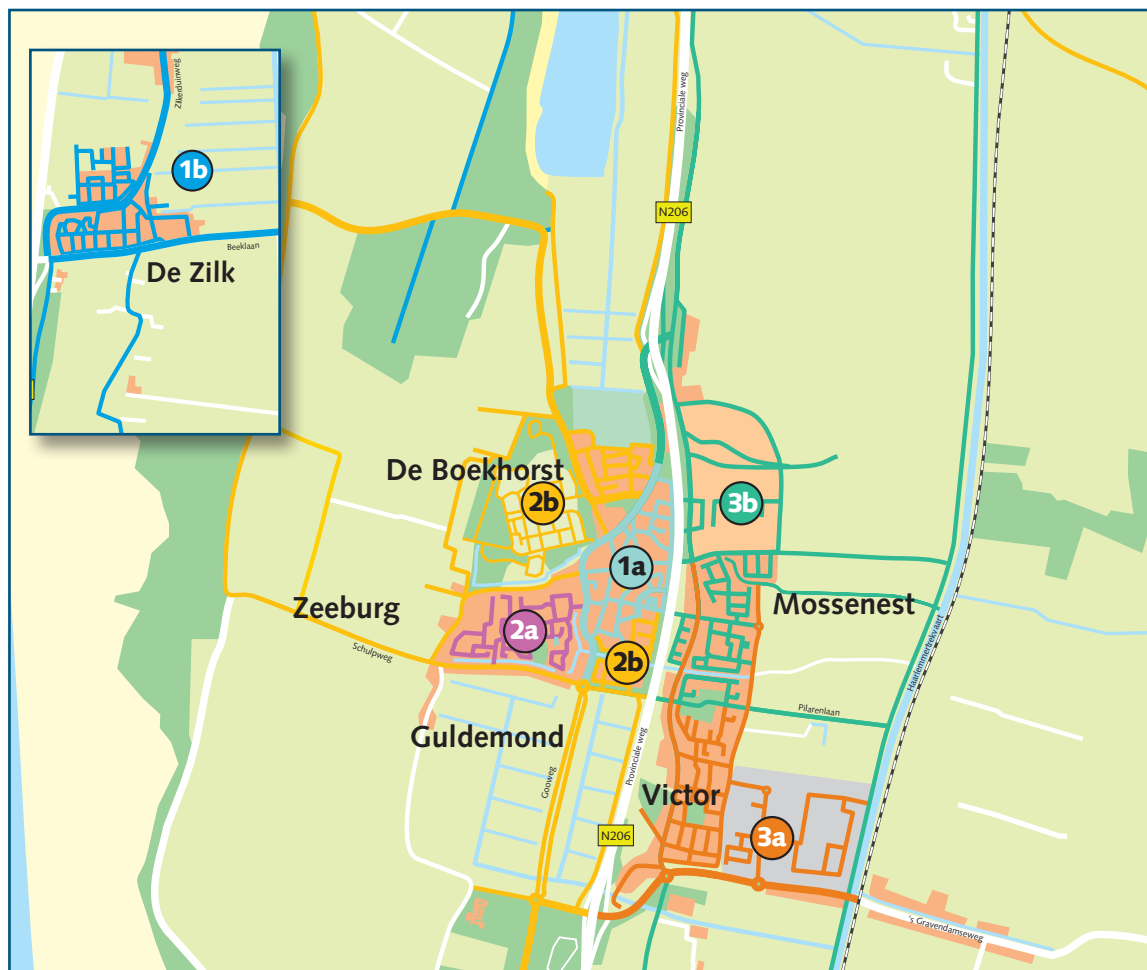 Zilkerduinweg
1b
Beeklaan
De Zilk
Provinciale weg
N206
De Boekhorst
2b
3b
1a
Zeeburg
Mossenest
2a
Schulpweg
2b
Haarlemmertrekvaart
Pilarenlaan
Guldemond
Gooweg
Provinciale weg
Victor
N206
3a
's Gravendamseweg